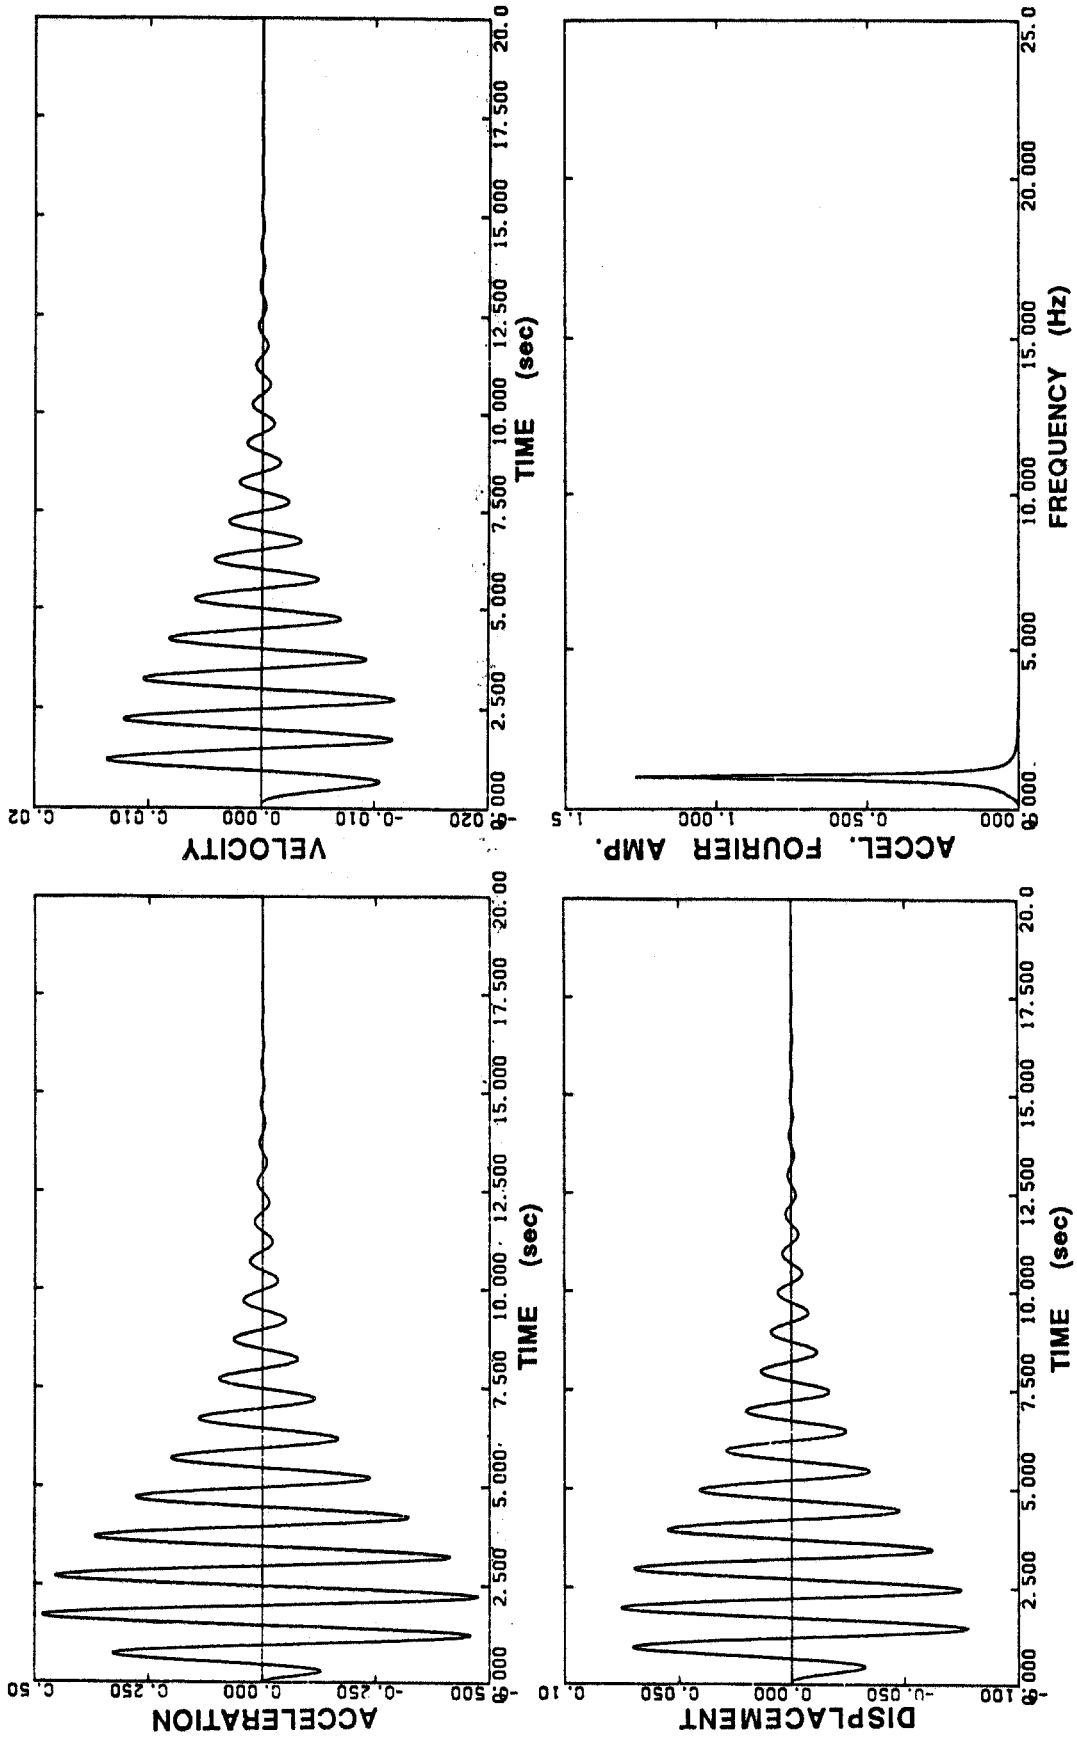 ACCELERATION
0.50
0.250
0.000
-0.250
-0.500
0.000 2.500 5.000 7.500 10.000 12.500 15.000 17.500 20.00
TIME (sec)
VELOCITY
0.02
0.010
0.000
-0.010
-0.020
0.000 2.500 5.000 7.500 10.000 12.500 15.000 17.500 20.0
TIME (sec)
DISPLACEMENT
0.10
0.050
0.000
-0.050
-0.100
0.000 2.500 5.000 7.500 10.000 12.500 15.000 17.500 20.0
TIME (sec)
ACCEL. FOURIER AMP.
1.5
1.000
0.500
0.000
0.000 5.000 10.000 15.000 20.000 25.0
FREQUENCY (Hz)